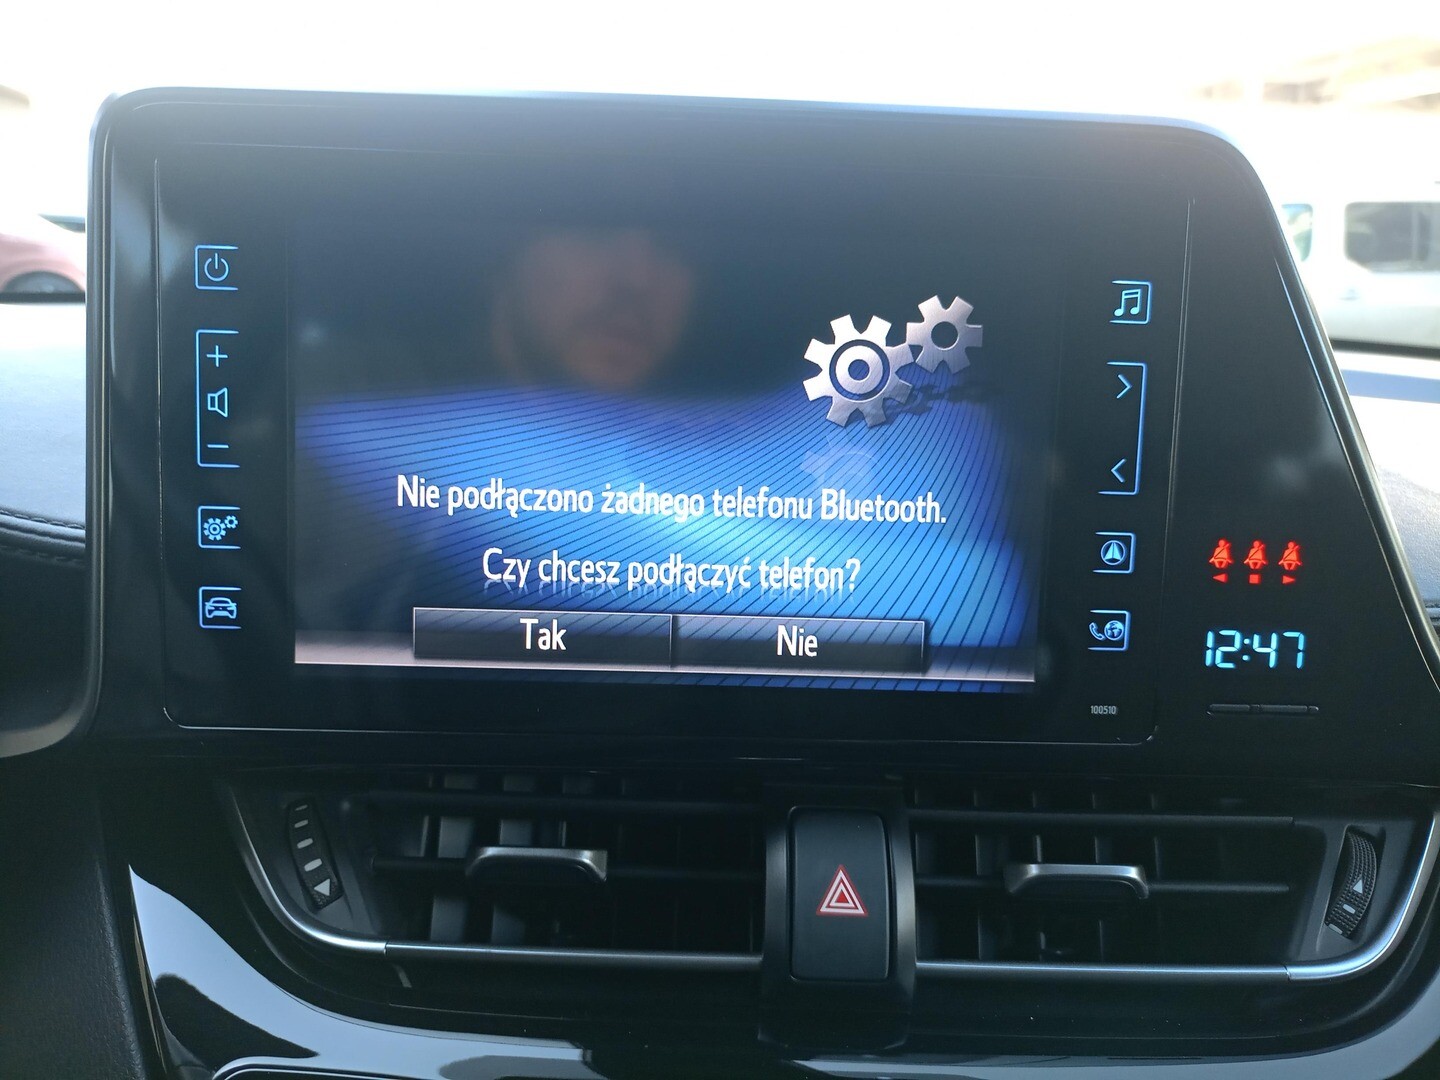 Nie podłączono żadnego telefonu Bluetooth.
Czy chcesz podłączyć telefon?
Tak
Nie
100510
12:47